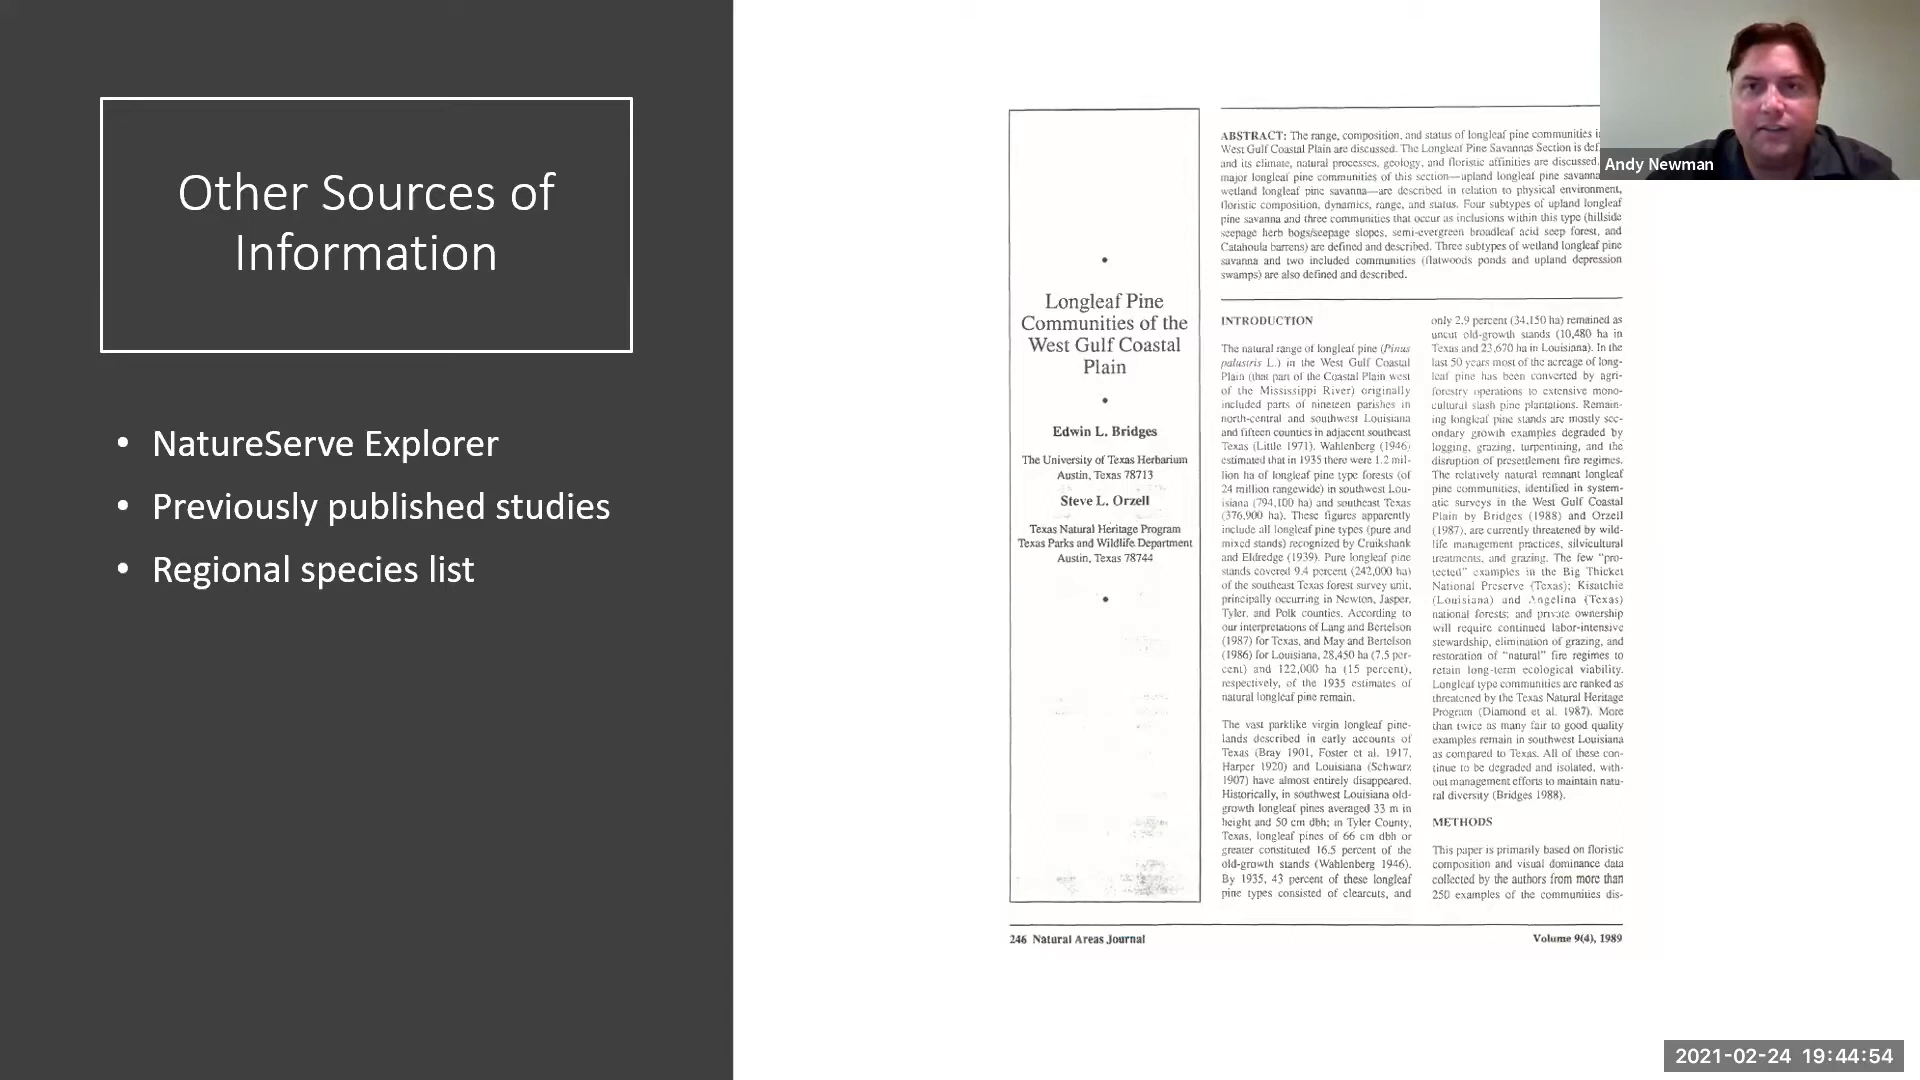 Other Sources of
Information
• NatureServe Explorer
• Previously published studies
• Regional species list
•
Longleaf Pine
Communities of the
West Gulf Coastal
Plain
•
Edwin L. Bridges
The University of Texas Herbarium
Austin, Texas 78713
Steve L. Orzell
Texas Natural Heritage Program
Texas Parks and Wildlife Department
Austin, Texas 78744
•
ABSTRACT: The range, composition, and status of longleaf pine communities
West Gulf Coastal Plain are discussed. The Longleaf Pine Savannas Section is
and its climate, natural processes, geology, and floristic affinities are discussed.
major longleaf pine communities of this section—upland longleaf pine savanna
wetland longleaf pine savanna—are described in relation to physical environment,
floristic composition, dynamics, range, and status. Four subtypes of upland longleaf
pine savanna and three communities that occur as inclusions within this type (hillside
seepage herb bogs/seepage slopes, semi-evergreen broadleaf acid seep forest, and
Catahoula barrens) are defined and described. Three subtypes of wetland longleaf pine
savanna and two included communities (flatwoods ponds and upland depression
swamps) are also defined and described.
INTRODUCTION
The natural range of longleaf pine (Pinus
palustris L.) in the West Gulf Coastal
Plain (that part of the Coastal Plain west
of the Mississippi River) originally
included parts of nineteen parishes in
north-central and southwest Louisiana
and fifteen counties in adjacent southeast
Texas (Little 1971). Wahlenberg (1946)
estimated that in 1935 there were 1.2 mil-
lion ha of longleaf pine type forests (of
24 million rangewide) in southwest Lou-
isiana (794,100 ha) and southeast Texas
(376,900 ha). These figures apparently
include all longleaf pine types (pure and
mixed stands) recognized by Cruikshank
and Eldredge (1939). Pure longleaf pine
stands covered 9.4 percent (242,000 ha)
of the southeast Texas forest survey unit,
principally occurring in Newton, Jasper,
Tyler, and Polk counties. According to
our interpretations of Lang and Bertelson
(1987) for Texas, and May and Bertelson
(1986) for Louisiana, 28,450 ha (7.5 per-
cent) and 122,000 ha (15 percent),
respectively, of the 1935 estimates of
natural longleaf pine remain.
The vast parklike virgin longleaf pine-
lands described in early accounts of
Texas (Bray 1901, Foster et al. 1917,
Harper 1920) and Louisiana (Schwarz
1907) have almost entirely disappeared.
Historically, in southwest Louisiana old-
growth longleaf pines averaged 33 m in
height and 50 cm dbh; in Tyler County,
Texas, longleaf pines of 66 cm dbh or
greater constituted 16.5 percent of the
old-growth stands (Wahlenberg 1946).
By 1935, 43 percent of these longleaf
pine types consisted of clearcuts, and
only 2.9 percent (34,150 ha) remained as
uncut old-growth stands (10,480 ha in
Texas and 23,670 ha in Louisiana). In the
last 50 years most of the acreage of long-
leaf pine has been converted by agri-
forestry operations to extensive mono-
cultural slash pine plantations. Remain-
ing longleaf pine stands are mostly sec-
ondary growth examples degraded by
logging, grazing, turpentining, and the
disruption of presettlement fire regimes.
The relatively natural remnant longleaf
pine communities, identified in system-
atic surveys in the West Gulf Coastal
Plain by Bridges (1988) and Orzell
(1987), are currently threatened by wild-
life management practices, silvicultural
treatments, and grazing. The few "pro-
tected" examples in the Big Thicket
National Preserve (Texas); Kisatchie
(Louisiana) and Angelina (Texas)
national forests; and private ownership
will require continued labor-intensive
stewardship, elimination of grazing, and
restoration of "natural" fire regimes to
retain long-term ecological viability.
Longleaf type communities are ranked as
threatened by the Texas Natural Heritage
Program (Diamond et al. 1987). More
than twice as many fair to good quality
examples remain in southwest Louisiana
as compared to Texas. All of these con-
tinue to be degraded and isolated, with-
out management efforts to maintain natu-
ral diversity (Bridges 1988).
METHODS
This paper is primarily based on floristic
composition and visual dominance data
collected by the authors from more than
250 examples of the communities dis-
246 Natural Areas Journal
Volume 9(4), 1989
Andy Newman
2021-02-24 19:44:54